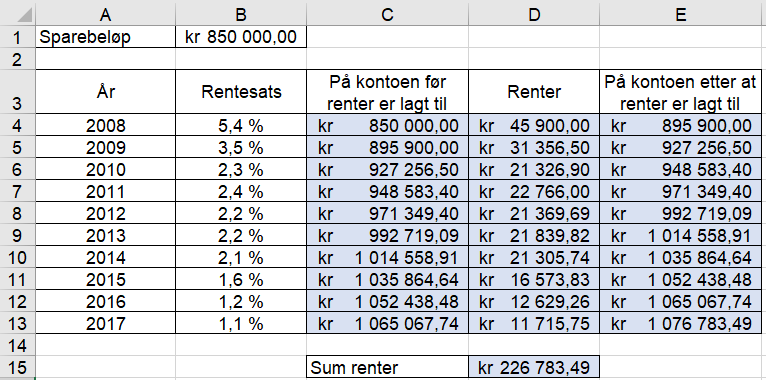 A B C D E
1 Sparebeløp kr 850 000,00
2
3 År Rentesats På kontoen før renter er lagt til Renter På kontoen etter at renter er lagt til
4 2008 5,4 % kr 850 000,00 kr 45 900,00 kr 895 900,00
5 2009 3,5 % kr 895 900,00 kr 31 356,50 kr 927 256,50
6 2010 2,3 % kr 927 256,50 kr 21 326,90 kr 948 583,40
7 2011 2,4 % kr 948 583,40 kr 22 766,00 kr 971 349,40
8 2012 2,2 % kr 971 349,40 kr 21 369,69 kr 992 719,09
9 2013 2,2 % kr 992 719,09 kr 21 839,82 kr 1 014 558,91
10 2014 2,1 % kr 1 014 558,91 kr 21 305,74 kr 1 035 864,64
11 2015 1,6 % kr 1 035 864,64 kr 16 573,83 kr 1 052 438,48
12 2016 1,2 % kr 1 052 438,48 kr 12 629,26 kr 1 065 067,74
13 2017 1,1 % kr 1 065 067,74 kr 11 715,75 kr 1 076 783,49
14
15 Sum renter kr 226 783,49